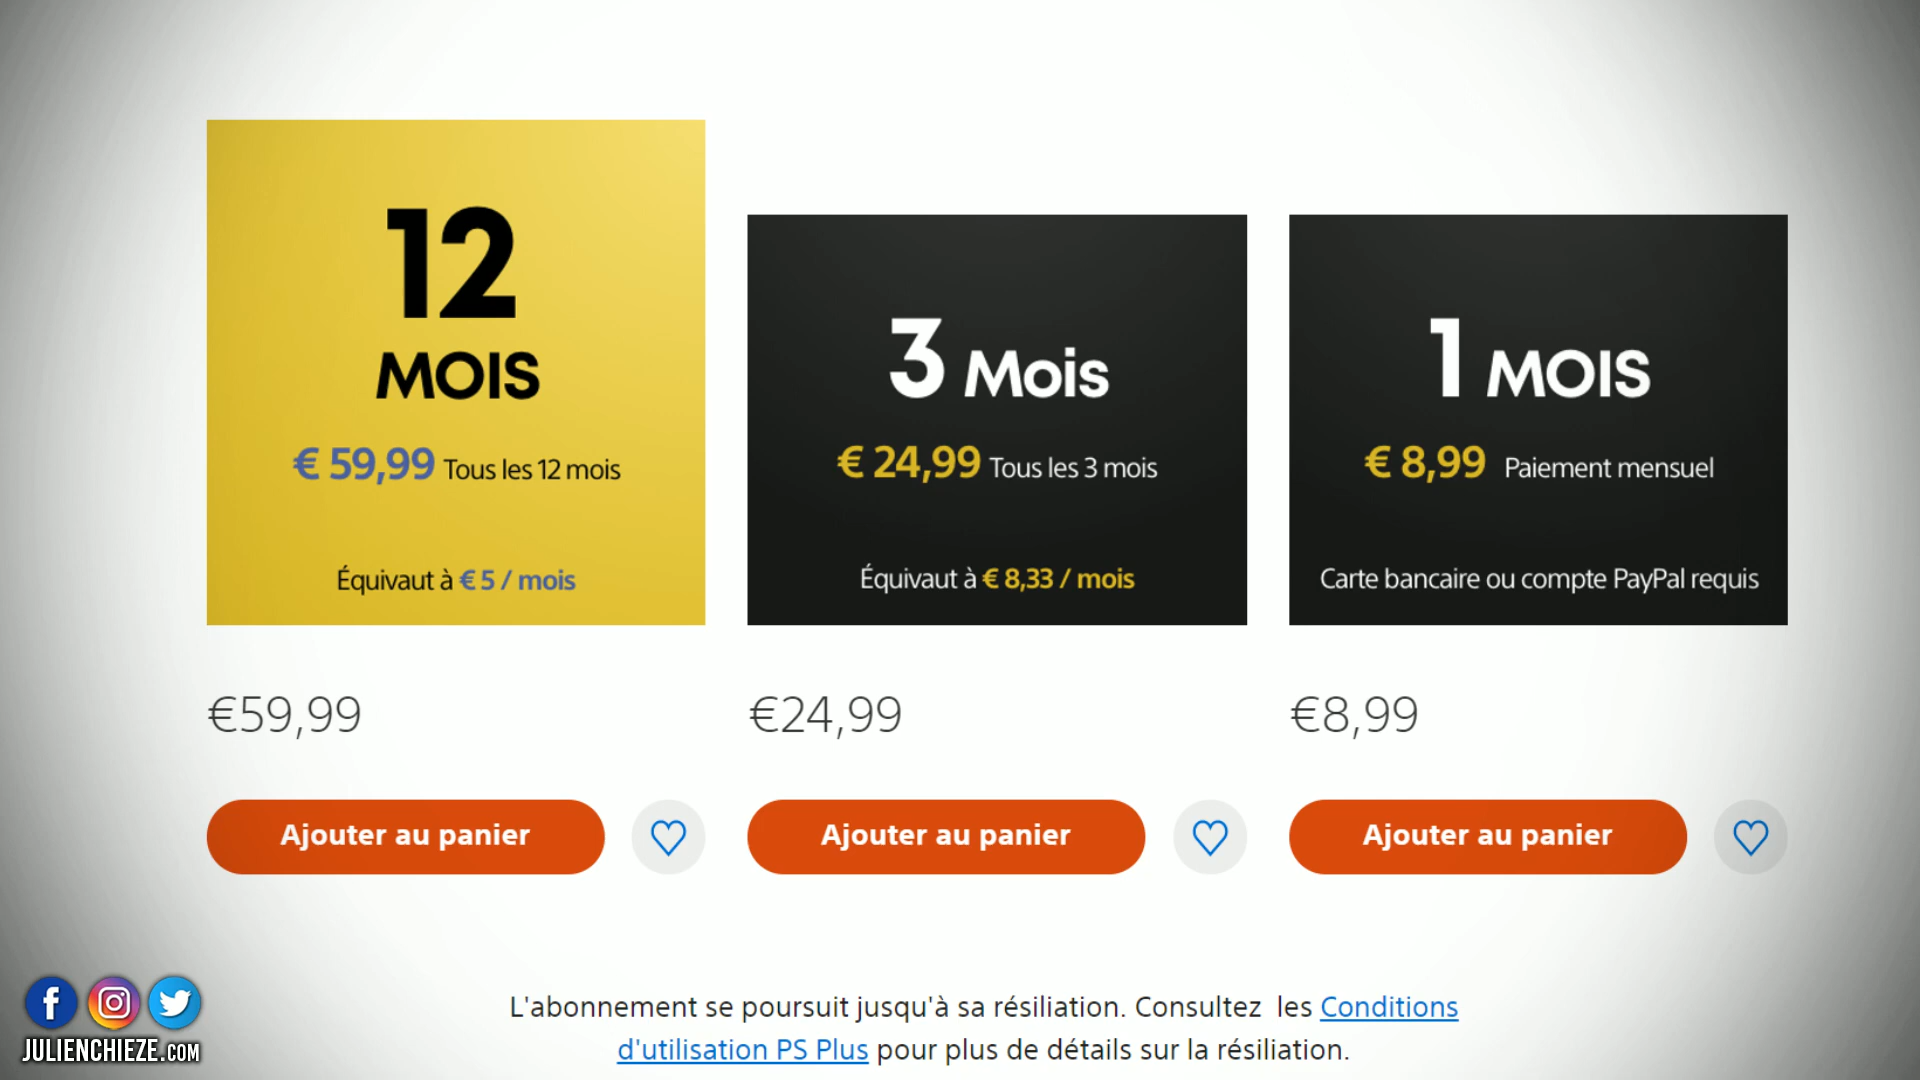 12
MOIS
€ 59,99 Tous les 12 mois
Équivaut à € 5 / mois
3 Mois
€ 24,99 Tous les 3 mois
Équivaut à € 8,33 / mois
1 MOIS
€ 8,99 Paiement mensuel
Carte bancaire ou compte PayPal requis
€59,99
€24,99
€8,99
Ajouter au panier
Ajouter au panier
Ajouter au panier
L'abonnement se poursuit jusqu'à sa résiliation. Consultez les Conditions
d'utilisation PS Plus pour plus de détails sur la résiliation.
JULIENCHIEZE.COM